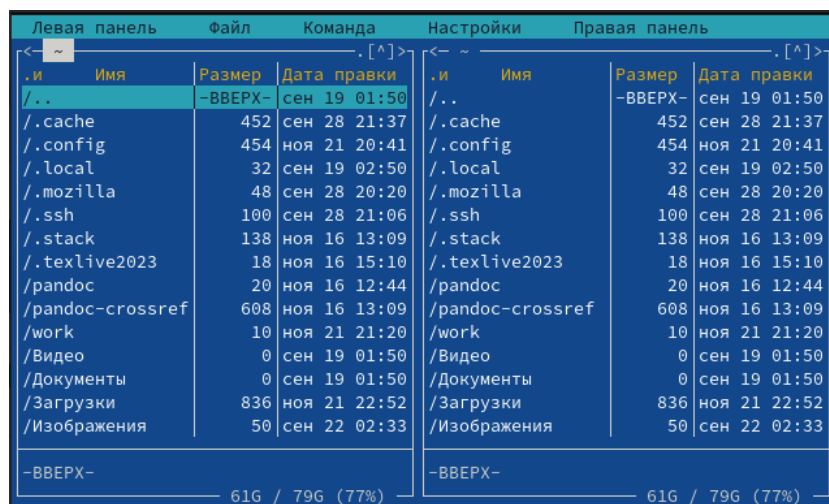 Левая панель Файл Команда Настройки Правая панель
<— ~ .[^]> <— ~ .[^]>
.и Имя Размер Дата правки .и Имя Размер Дата правки
/.. -ВВЕРХ- сен 19 01:50 /.. -ВВЕРХ- сен 19 01:50
/.cache 452 сен 28 21:37 /.cache 452 сен 28 21:37
/.config 454 ноя 21 20:41 /.config 454 ноя 21 20:41
/.local 32 сен 19 02:50 /.local 32 сен 19 02:50
/.mozilla 48 сен 28 20:20 /.mozilla 48 сен 28 20:20
/.ssh 100 сен 28 21:06 /.ssh 100 сен 28 21:06
/.stack 138 ноя 16 13:09 /.stack 138 ноя 16 13:09
/.texlive2023 18 ноя 16 15:10 /.texlive2023 18 ноя 16 15:10
/pandoc 20 ноя 16 12:44 /pandoc 20 ноя 16 12:44
/pandoc-crossref 608 ноя 16 13:09 /pandoc-crossref 608 ноя 16 13:09
/work 10 ноя 21 21:20 /work 10 ноя 21 21:20
/Видео 0 сен 19 01:50 /Видео 0 сен 19 01:50
/Документы 0 сен 19 01:50 /Документы 0 сен 19 01:50
/Загрузки 836 ноя 21 22:52 /Загрузки 836 ноя 21 22:52
/Изображения 50 сен 22 02:33 /Изображения 50 сен 22 02:33
-ВВЕРХ- -ВВЕРХ-
61G / 79G (77%) 61G / 79G (77%)